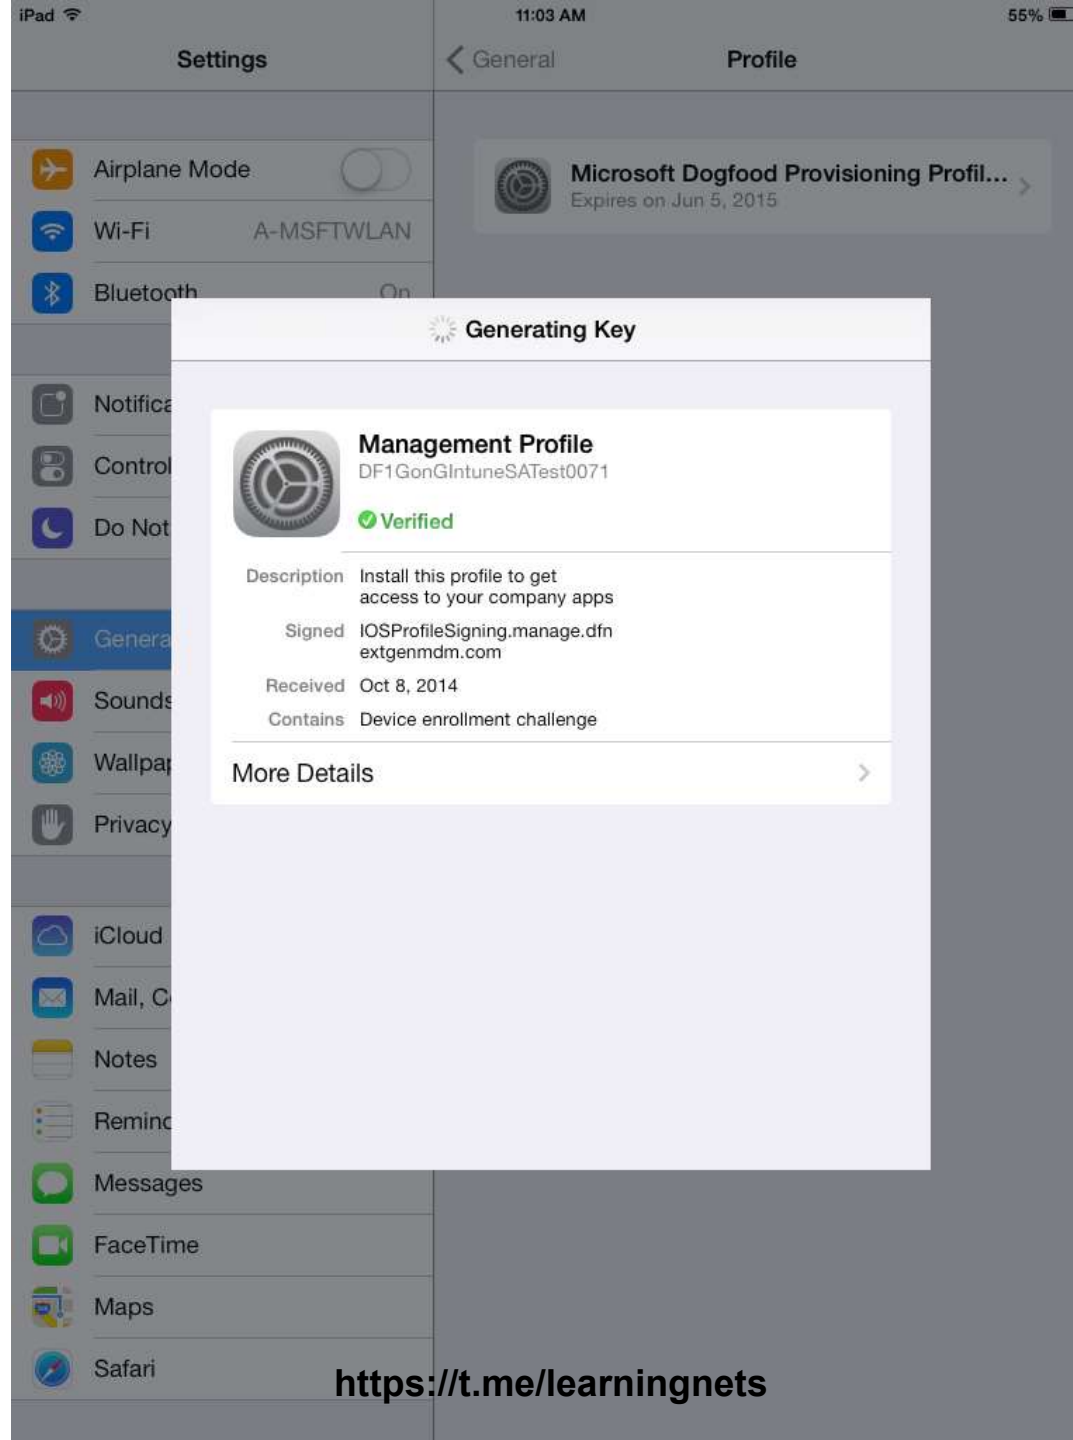 iPad
11:03 AM
55%
Settings
General
Profile
Airplane Mode
Wi-Fi
A-MSFTWLAN
Bluetooth
On
Microsoft Dogfood Provisioning Profil...
Expires on Jun 5, 2015
Generating Key
Notifica
Control
Do Not
Genera
Sounds
Wallpap
Privacy
iCloud
Mail, Co
Notes
Remind
Messages
FaceTime
Maps
Safari
Management Profile
DF1GonGIntuneSATest0071
Verified
Description Install this profile to get
access to your company apps
Signed IOSProfileSigning.manage.dfn
extgenmdm.com
Received Oct 8, 2014
Contains Device enrollment challenge
More Details
https://t.me/learningnets